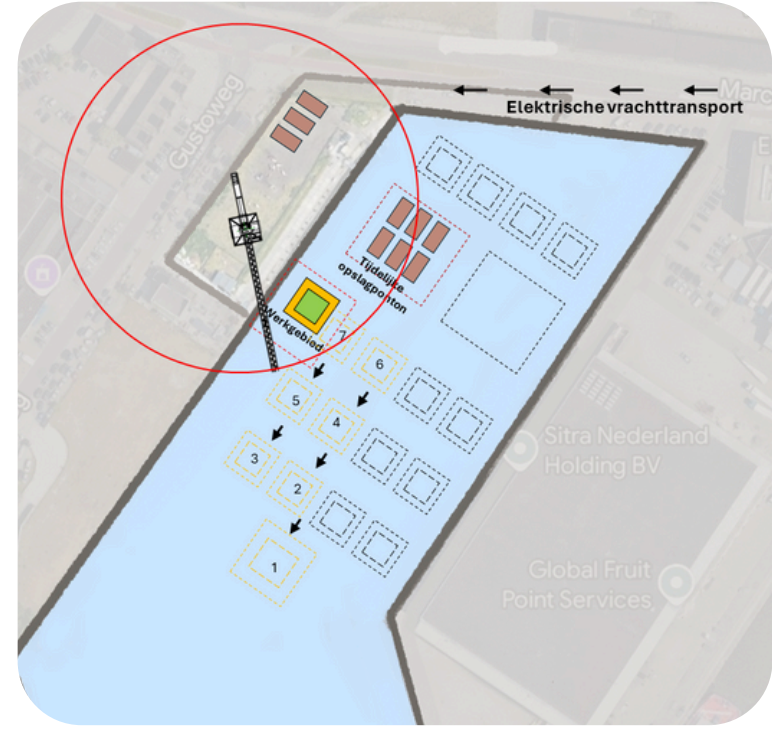 Marc
Elektrische vrachttransport
E
Gustoweg
Tijdelijke
opslagponton
Werkgebied
7
6
5
4
3
2
1
Sitra Nederland
Holding BV
Global Fruit
Point Services
g